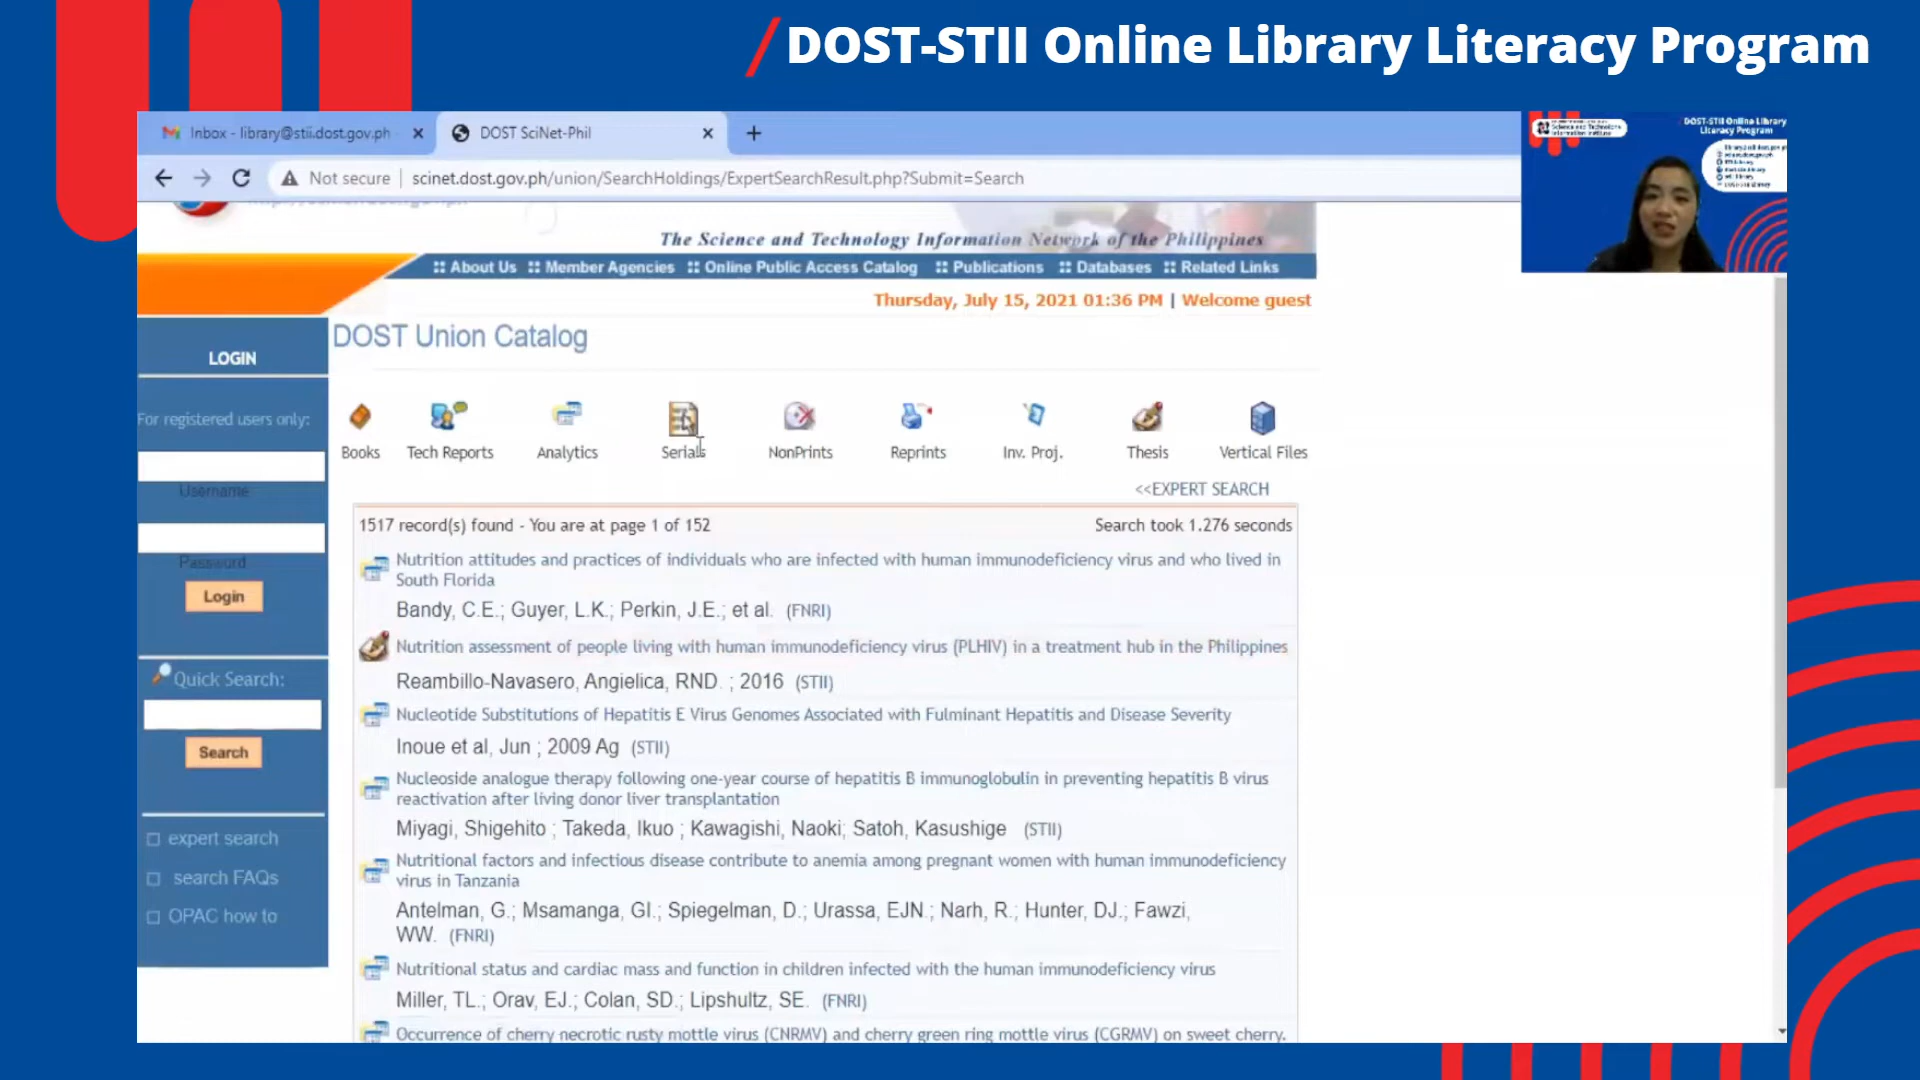 DOST-STII Online Library Literacy Program
Inbox - library@stii.dost.gov.ph
DOST SciNet-Phil
Not secure
scinet.dost.gov.ph/union/SearchHoldings/ExpertSearchResult.php?Submit=Search
Science and Technology
Information Institute
DOST-STII Online Library
Literacy Program
The Science and Technology Information Network of the Philippines
:: About Us :: Member Agencies :: Online Public Access Catalog :: Publications :: Databases :: Related Links
Thursday, July 15, 2021 01:36 PM | Welcome guest
DOST Union Catalog
LOGIN
For registered users only:
Username
Password
Login
Quick Search:
Search
expert search
search FAQs
OPAC how to
Books
Tech Reports
Analytics
Serials
NonPrints
Reprints
Inv. Proj.
Thesis
Vertical Files
<<EXPERT SEARCH
1517 record(s) found - You are at page 1 of 152
Search took 1.276 seconds
Nutrition attitudes and practices of individuals who are infected with human immunodeficiency virus and who lived in
South Florida
Bandy, C.E.; Guyer, L.K.; Perkin, J.E.; et al. (FNRI)
Nutrition assessment of people living with human immunodeficiency virus (PLHIV) in a treatment hub in the Philippines
Reambillo-Navasero, Angielica, RND. ; 2016 (STII)
Nucleotide Substitutions of Hepatitis E Virus Genomes Associated with Fulminant Hepatitis and Disease Severity
Inoue et al, Jun ; 2009 Ag (STII)
Nucleoside analogue therapy following one-year course of hepatitis B immunoglobulin in preventing hepatitis B virus
reactivation after living donor liver transplantation
Miyagi, Shigehito ; Takeda, Ikuo ; Kawagishi, Naoki; Satoh, Kasushige (STII)
Nutritional factors and infectious disease contribute to anemia among pregnant women with human immunodeficiency
virus in Tanzania
Antelman, G.; Msamanga, GI.; Spiegelman, D.; Urassa, EJN.; Narh, R.; Hunter, DJ.; Fawzi,
WW. (FNRI)
Nutritional status and cardiac mass and function in children infected with the human immunodeficiency virus
Miller, TL.; Orav, EJ.; Colan, SD.; Lipshultz, SE. (FNRI)
Occurrence of cherry necrotic rusty mottle virus (CNRMV) and cherry green ring mottle virus (CGRMV) on sweet cherry.